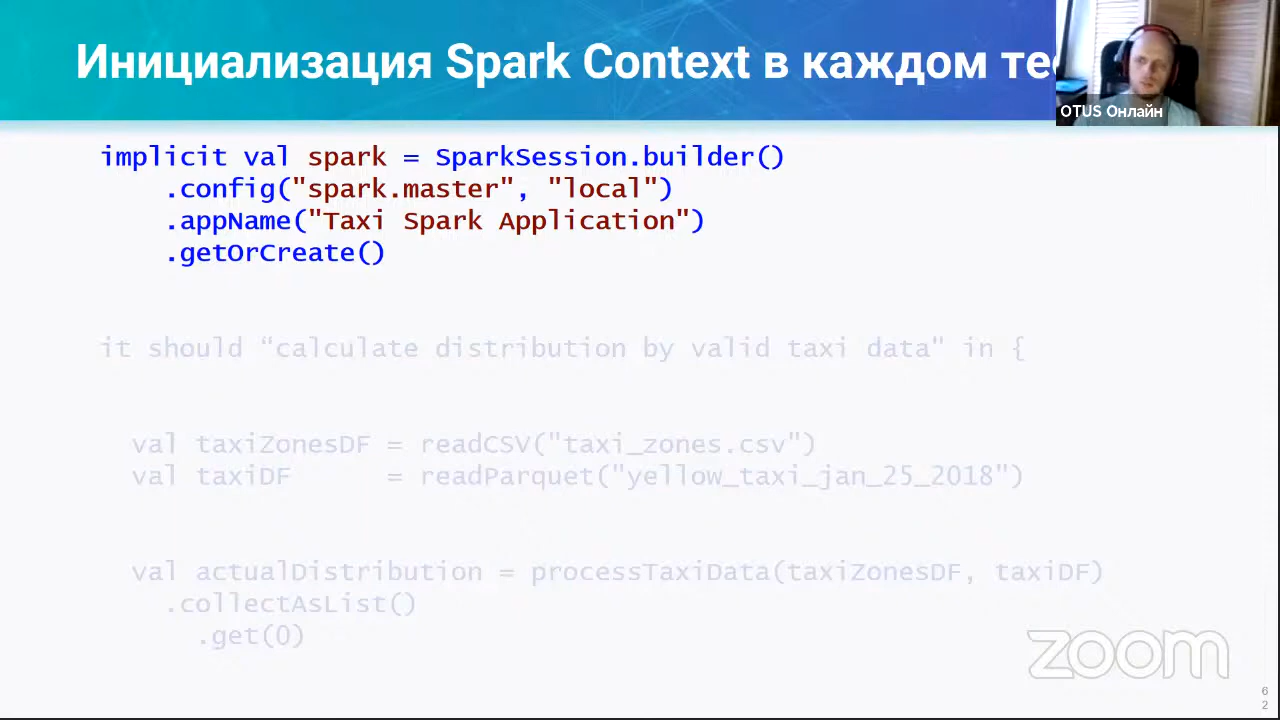 Инициализация Spark Context в каждом
OTUS Онлайн
implicit val spark = SparkSession.builder()
.config("spark.master", "local")
.appName("Taxi Spark Application")
.getOrCreate()
it should “calculate distribution by valid taxi data" in {
val taxiZonesDF = readCSV("taxi_zones.csv")
val taxiDF = readParquet("yellow_taxi_jan_25_2018")
val actualDistribution = processTaxiData(taxiZonesDF, taxiDF)
.collectAsList()
.get(0)
zoom
6
2